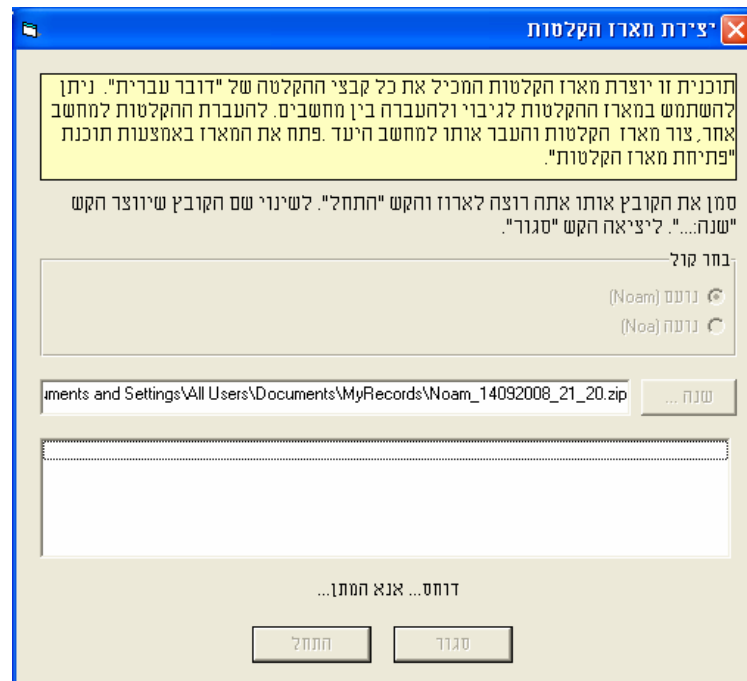 יצירת מארז הקלטות
תוכנית זו יוצרת מארז הקלטות המכיל את כל קבצי ההקלטה של "דובר עברית". ניתן
להשתמש במארז ההקלטות לגיבוי ולהעברה בין מחשבים. להעברת ההקלטות למחשב
אחר, צור מארז הקלטות והעבר אותו למחשב היעד .פתח את המארז באמצעות תוכנת
"פתיחת מארז הקלטות".
סמן את הקובץ אותו אתה רוצה לארוז והקש "התחל". לשינוי שם הקובץ שיווצר הקש
"שנה:...". ליציאה הקש "סגור".
בחר קול
נועם (Noam)
נועה (Noa)
uments and Settings\All Users\Documents\MyRecords\Noam_14092008_21_20.zip
שנה ...
דוחס... אנא המתן...
סגור
התחל